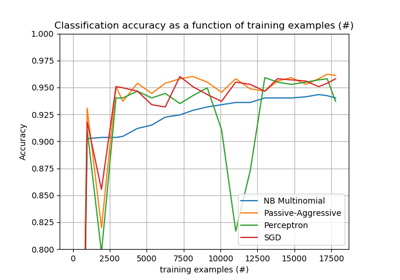 Classification accuracy as a function of training examples (#)
1.000
0.975
0.950
0.925
0.900
0.875
0.850
0.825
0.800
Accuracy
NB Multinomial
Passive-Aggressive
Perceptron
SGD
0 2500 5000 7500 10000 12500 15000 17500
training examples (#)